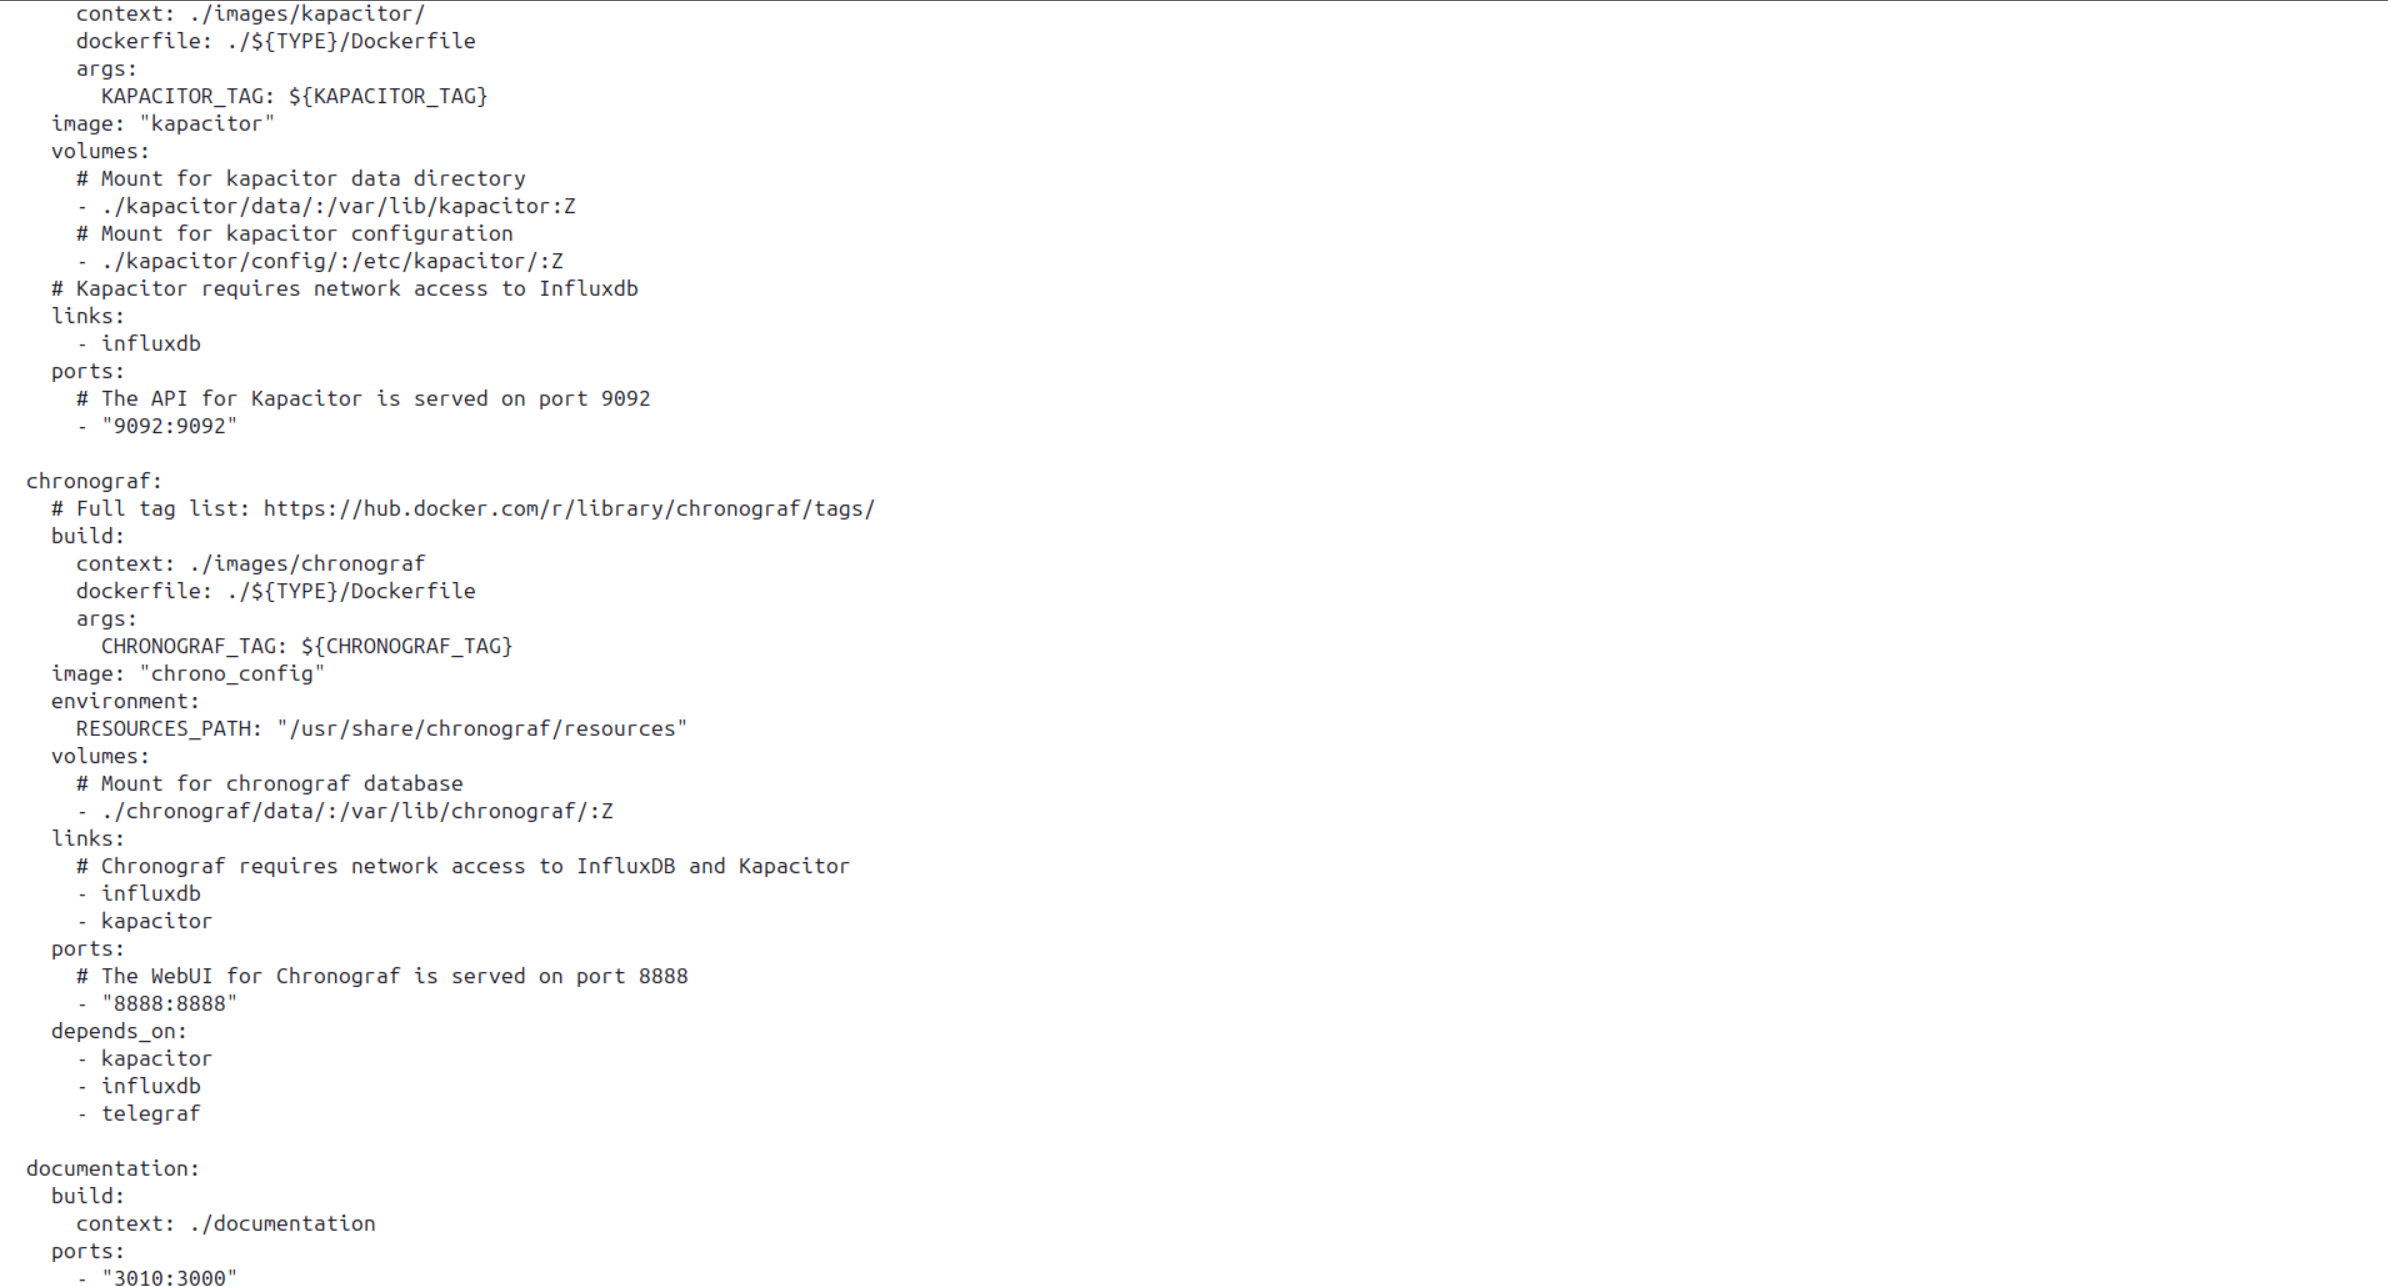 context: ./images/kapacitor/
dockerfile: ./${TYPE}/Dockerfile
args:
KAPACITOR_TAG: ${KAPACITOR_TAG}
image: "kapacitor"
volumes:
# Mount for kapacitor data directory
- ./kapacitor/data/:/var/lib/kapacitor:Z
# Mount for kapacitor configuration
- ./kapacitor/config/:/etc/kapacitor/:Z
# Kapacitor requires network access to Influxdb
links:
- influxdb
ports:
# The API for Kapacitor is served on port 9092
- "9092:9092"
chronograf:
# Full tag list: https://hub.docker.com/r/library/chronograf/tags/
build:
context: ./images/chronograf
dockerfile: ./${TYPE}/Dockerfile
args:
CHRONOGRAF_TAG: ${CHRONOGRAF_TAG}
image: "chrono_config"
environment:
RESOURCES_PATH: "/usr/share/chronograf/resources"
volumes:
# Mount for chronograf database
- ./chronograf/data/:/var/lib/chronograf/:Z
links:
# Chronograf requires network access to InfluxDB and Kapacitor
- influxdb
- kapacitor
ports:
# The WebUI for Chronograf is served on port 8888
- "8888:8888"
depends_on:
- kapacitor
- influxdb
- telegraf
documentation:
build:
context: ./documentation
ports:
- "3010:3000"